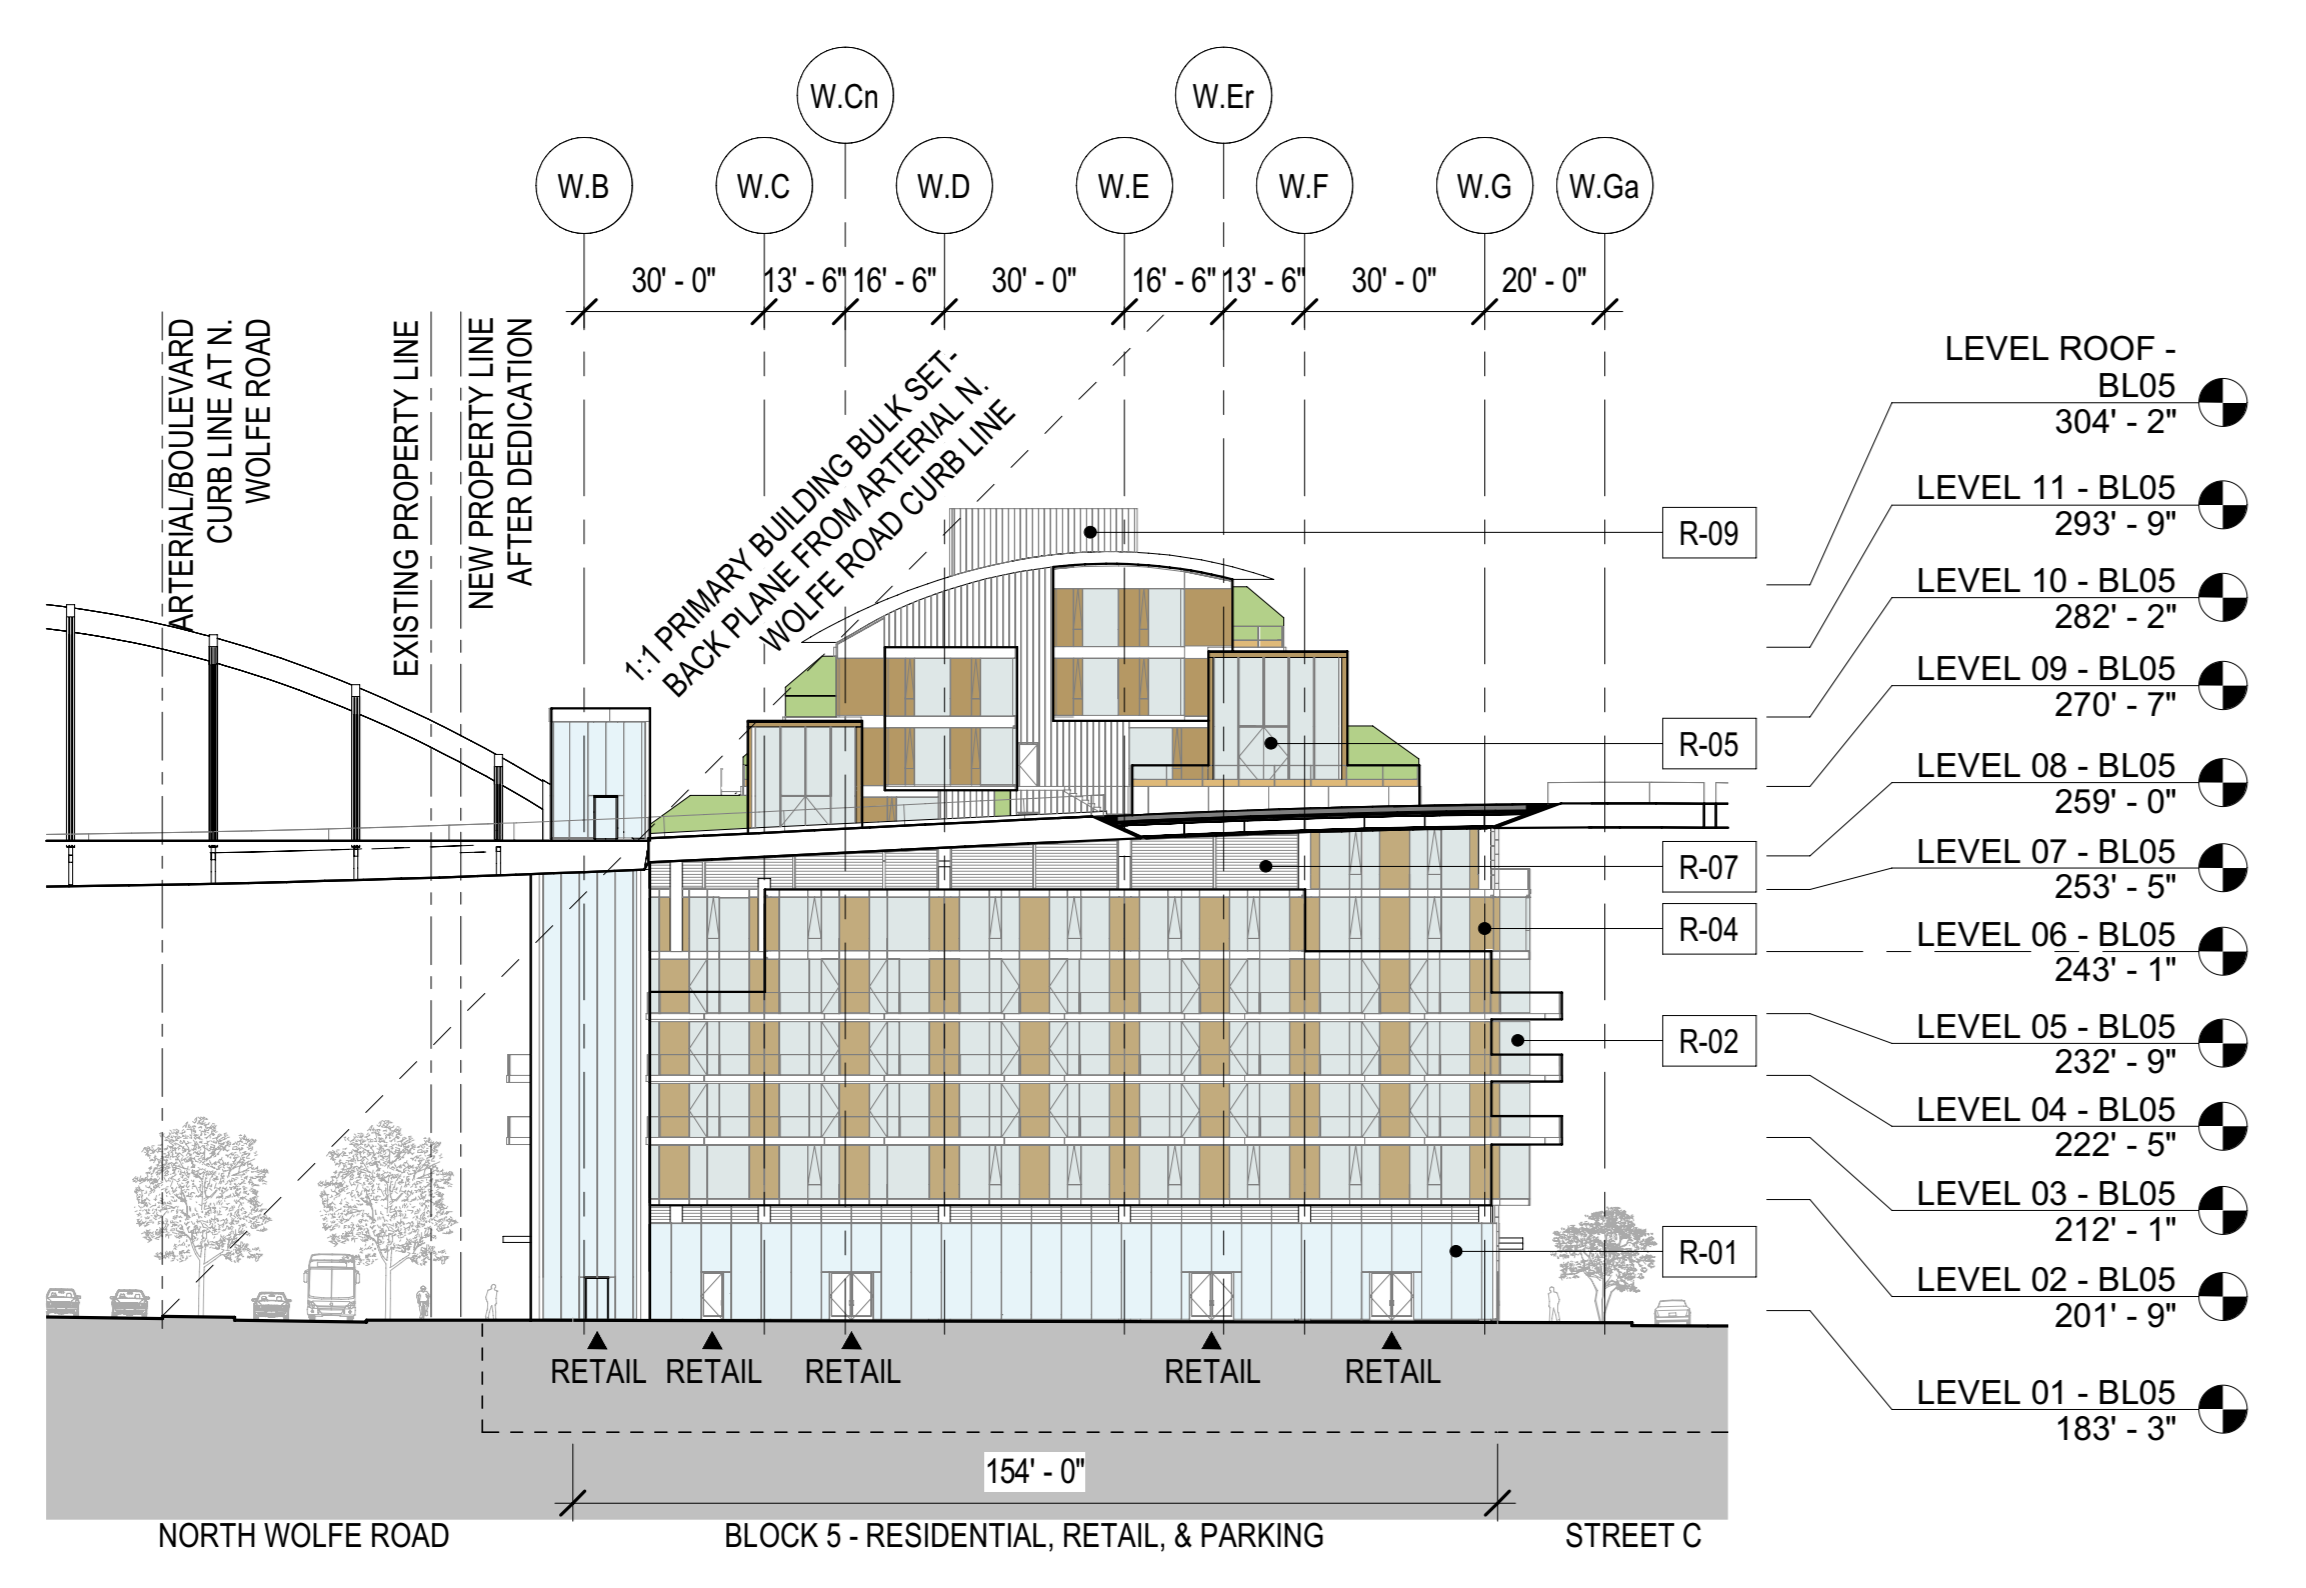 W.Cn
W.Er
W.B
W.C
W.D
W.E
W.F
W.G
W.Ga
30' - 0"
13' - 6"
16' - 6"
30' - 0"
16' - 6"
13' - 6"
30' - 0"
20' - 0"
ARTERIAL/BOULEVARD
CURB LINE AT N.
WOLFE ROAD
EXISTING PROPERTY LINE
NEW PROPERTY LINE
AFTER DEDICATION
1:1 PRIMARY BUILDING BULK SET-
BACK PLANE FROM ARTERIAL N.
WOLFE ROAD CURB LINE
R-09
R-05
R-07
R-04
R-02
R-01
LEVEL ROOF -
BL05
304' - 2"
LEVEL 11 - BL05
293' - 9"
LEVEL 10 - BL05
282' - 2"
LEVEL 09 - BL05
270' - 7"
LEVEL 08 - BL05
259' - 0"
LEVEL 07 - BL05
253' - 5"
LEVEL 06 - BL05
243' - 1"
LEVEL 05 - BL05
232' - 9"
LEVEL 04 - BL05
222' - 5"
LEVEL 03 - BL05
212' - 1"
LEVEL 02 - BL05
201' - 9"
LEVEL 01 - BL05
183' - 3"
RETAIL
RETAIL
RETAIL
RETAIL
RETAIL
154' - 0"
NORTH WOLFE ROAD
BLOCK 5 - RESIDENTIAL, RETAIL, & PARKING
STREET C